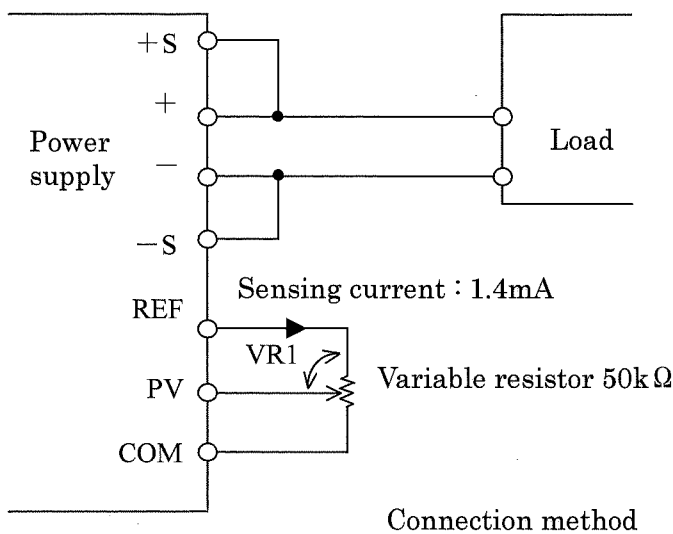 +S
+
Power
supply
−
Load
−S
Sensing current : 1.4mA
REF
VR1
PV
Variable resistor 50kΩ
COM
Connection method